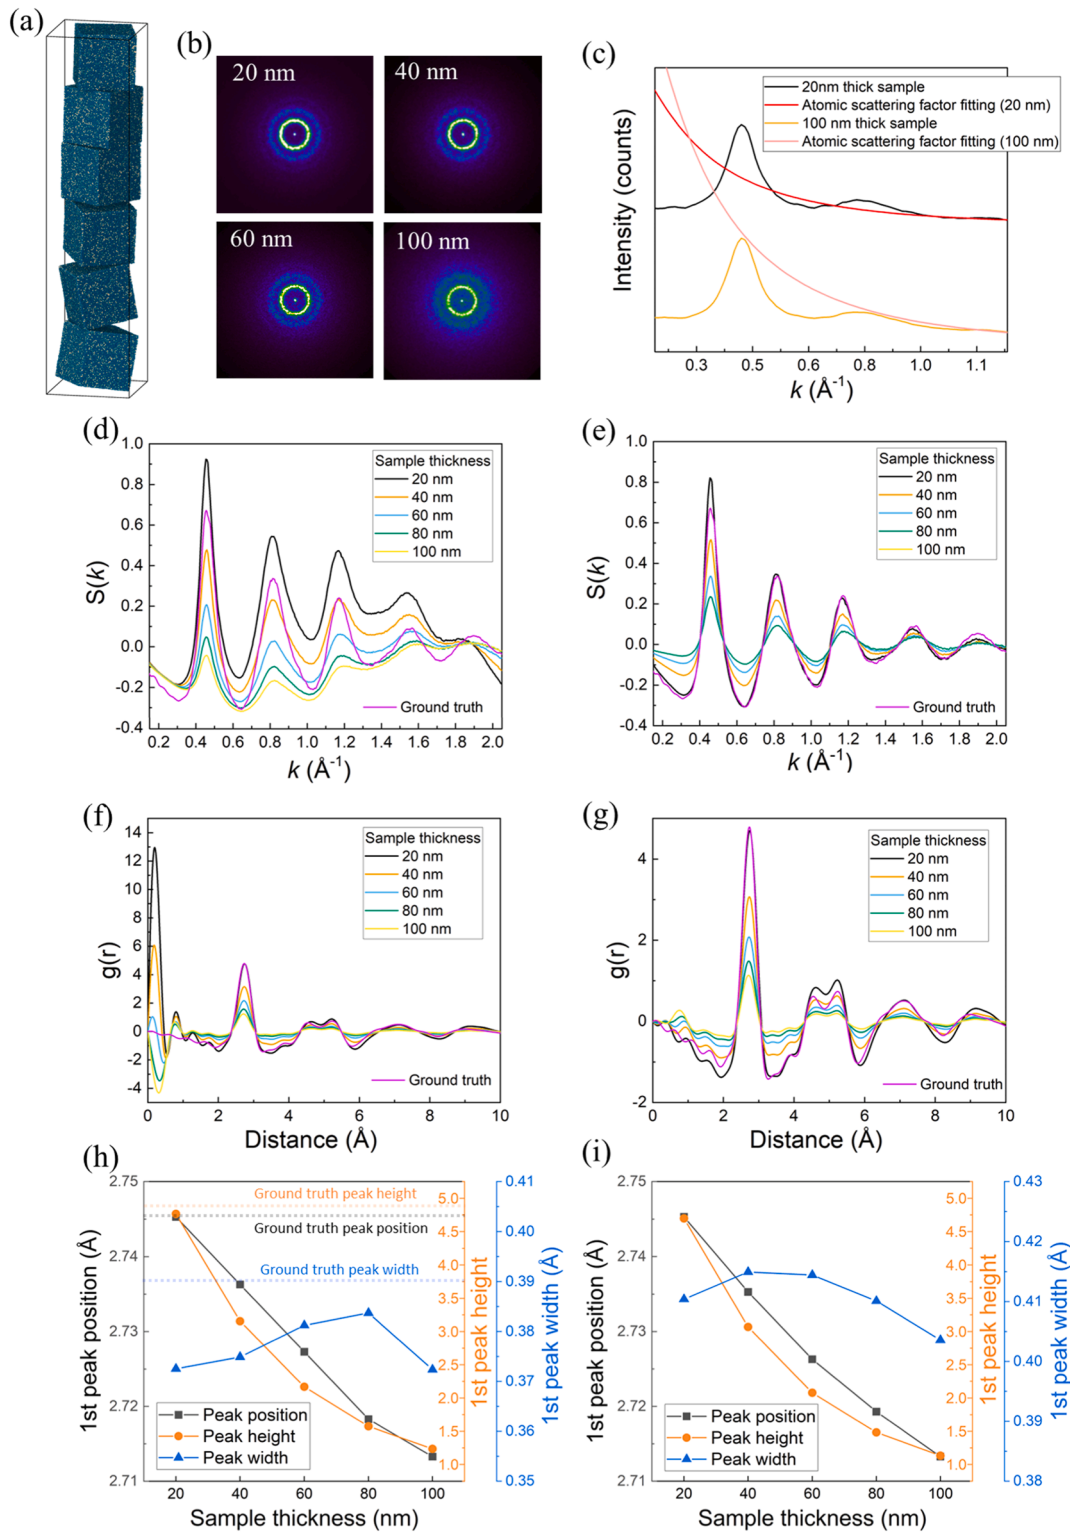 (a)
(b)
20 nm
40 nm
60 nm
100 nm
(c)
20nm thick sample
Atomic scattering factor fitting (20 nm)
100 nm thick sample
Atomic scattering factor fitting (100 nm)
Intensity (counts)
0.3 0.5 0.6 0.8 1.0 1.1
k (Å-1)
(d)
1.0
0.8
0.6
0.4
0.2
0.0
-0.2
-0.4
S(k)
Sample thickness
20 nm
40 nm
60 nm
80 nm
100 nm
Ground truth
0.2 0.4 0.6 0.8 1.0 1.2 1.4 1.6 1.8 2.0
k (Å-1)
(e)
1.0
0.8
0.6
0.4
0.2
0.0
-0.2
-0.4
S(k)
Sample thickness
20 nm
40 nm
60 nm
80 nm
100 nm
Ground truth
0.2 0.4 0.6 0.8 1.0 1.2 1.4 1.6 1.8 2.0
k (Å-1)
(f)
14
12
10
8
6
4
2
0
-2
-4
g(r)
Sample thickness
20 nm
40 nm
60 nm
80 nm
100 nm
Ground truth
0 2 4 6 8 10
Distance (Å)
(g)
4
2
0
-2
g(r)
Sample thickness
20 nm
40 nm
60 nm
80 nm
100 nm
Ground truth
0 2 4 6 8 10
Distance (Å)
(h)
2.75
2.74
2.73
2.72
2.71
1st peak position (Å)
Ground truth peak height
Ground truth peak position
Ground truth peak width
Peak position
Peak height
Peak width
5.0
4.5
4.0
3.5
3.0
2.5
2.0
1.5
1.0
1st peak height
0.41
0.40
0.39
0.38
0.37
0.36
0.35
1st peak width (Å)
20 40 60 80 100
Sample thickness (nm)
(i)
2.75
2.74
2.73
2.72
2.71
1st peak position (Å)
Peak position
Peak height
Peak width
5.0
4.5
4.0
3.5
3.0
2.5
2.0
1.5
1.0
1st peak height
0.43
0.42
0.41
0.40
0.39
0.38
1st peak width (Å)
20 40 60 80 100
Sample thickness (nm)